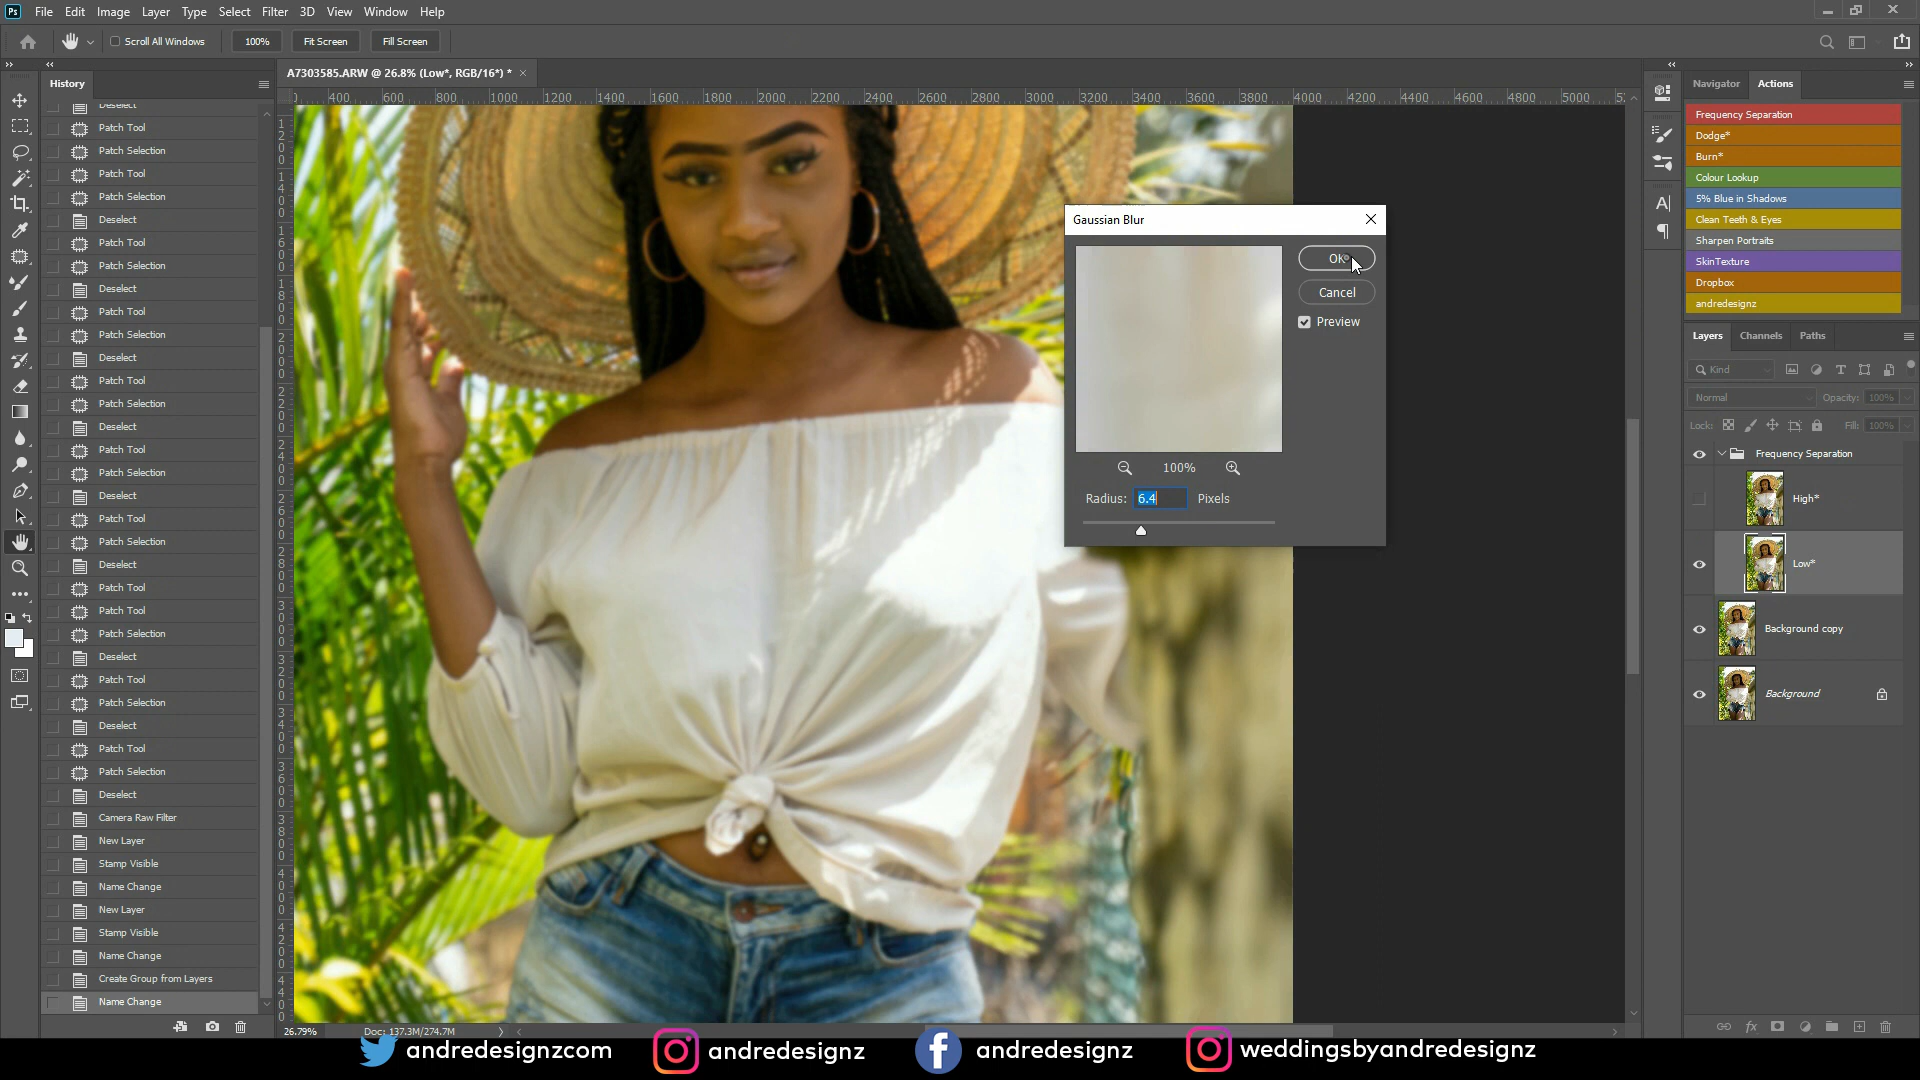 Ps File Edit Image Layer Type Select Filter 3D View Window Help
Scroll All Windows 100% Fit Screen Fill Screen
A7303585.ARW @ 26.8% (Low*, RGB/16*) *
History
Deselect
Patch Tool
Patch Selection
Patch Tool
Patch Selection
Deselect
Patch Tool
Patch Selection
Deselect
Patch Tool
Patch Selection
Deselect
Patch Tool
Patch Selection
Deselect
Patch Tool
Patch Selection
Deselect
Patch Tool
Patch Selection
Deselect
Patch Tool
Patch Tool
Patch Selection
Deselect
Patch Tool
Patch Selection
Deselect
Patch Tool
Patch Selection
Deselect
Camera Raw Filter
New Layer
Stamp Visible
Name Change
New Layer
Stamp Visible
Name Change
Create Group from Layers
Name Change
400 600 800 1000 1200 1400 1600 1800 2000 2200 2400 2600 2800 3000 3200 3400 3600 3800 4000 4200 4400 4600 4800 5000
Gaussian Blur
OK
Cancel
Preview
100%
Radius: 6.4 Pixels
Navigator Actions
Frequency Separation
Dodge*
Burn*
Colour Lookup
5% Blue in Shadows
Clean Teeth & Eyes
Sharpen Portraits
SkinTexture
Dropbox
andredesignz
Layers Channels Paths
Kind
Normal Opacity: 100%
Lock: Fill: 100%
Frequency Separation
High*
Low*
Background copy
Background
26.79% Doc: 137.3M/274.7M
andredesignzcom andredesignz andredesignz weddingsbyandredesignz